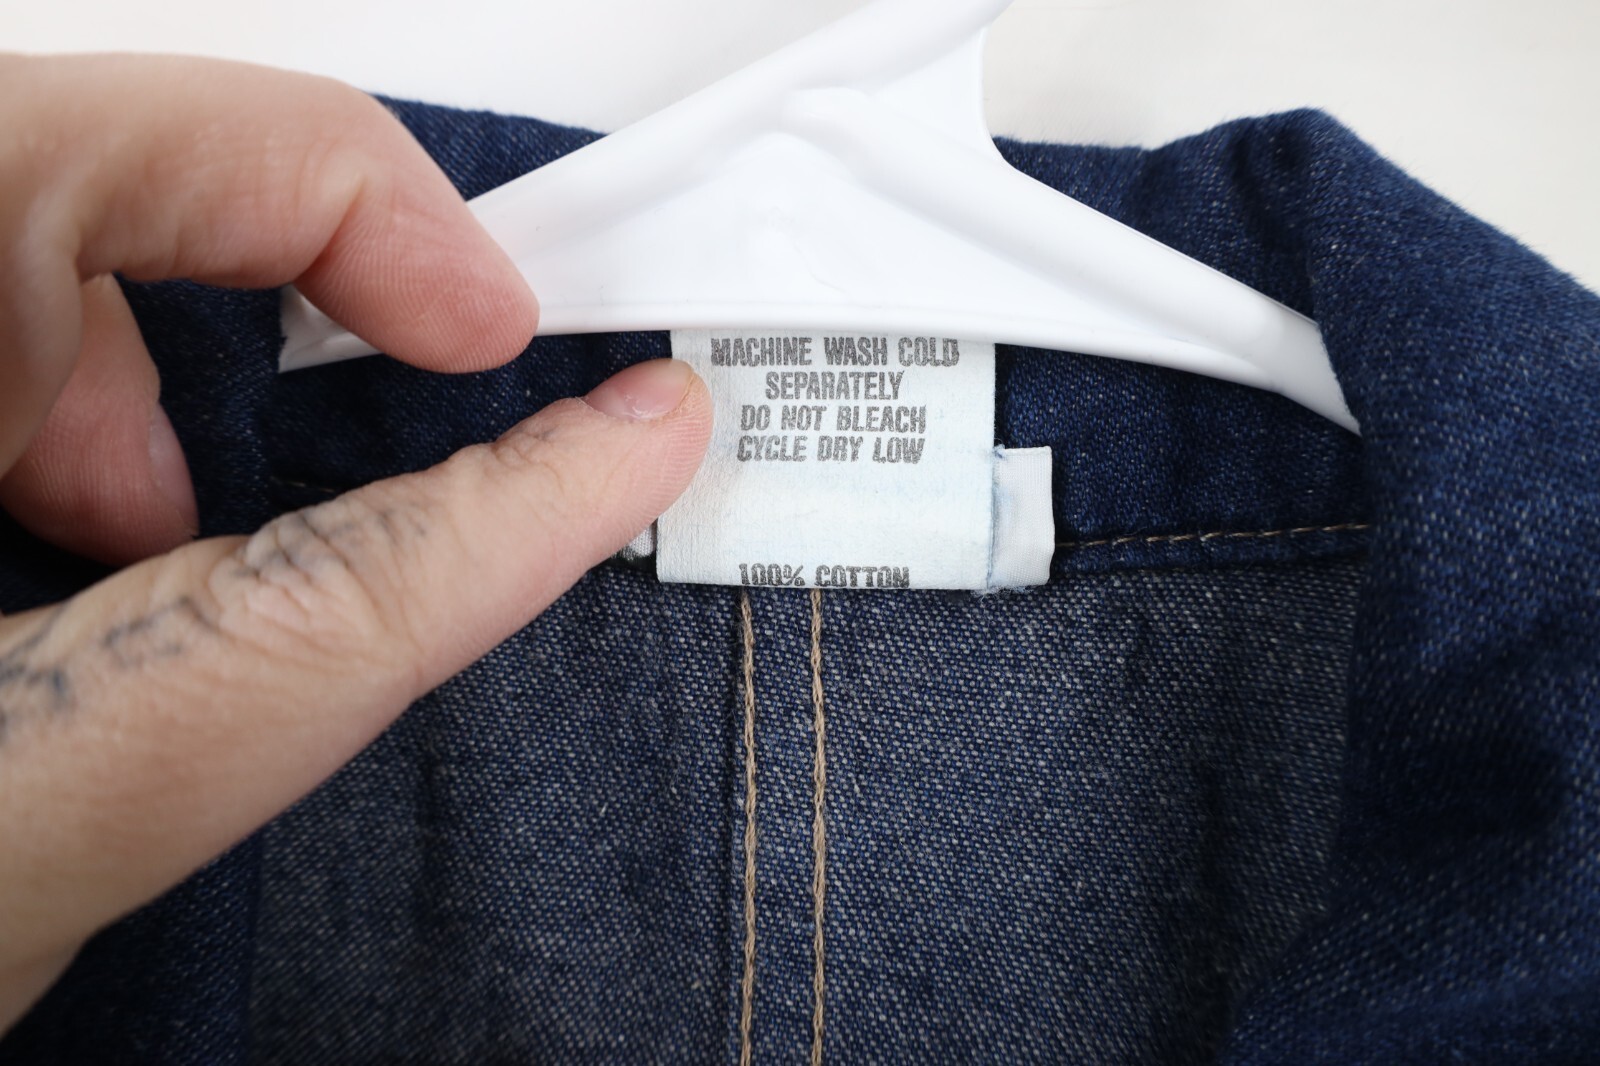 MACHINE WASH COLD
SEPARATELY
DO NOT BLEACH
CYCLE DRY LOW
100% COTTON